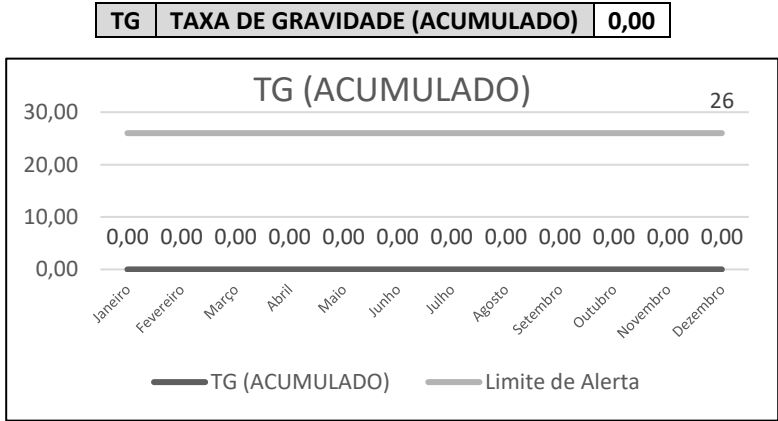 TG TAXA DE GRAVIDADE (ACUMULADO) 0,00
TG (ACUMULADO)
26
30,00
20,00
10,00
0,00 0,00 0,00 0,00 0,00 0,00 0,00 0,00 0,00 0,00 0,00 0,00
0,00
Janeiro Fevereiro Março Abril Maio Junho Julho Agosto Setembro Outubro Novembro Dezembro
TG (ACUMULADO) Limite de Alerta